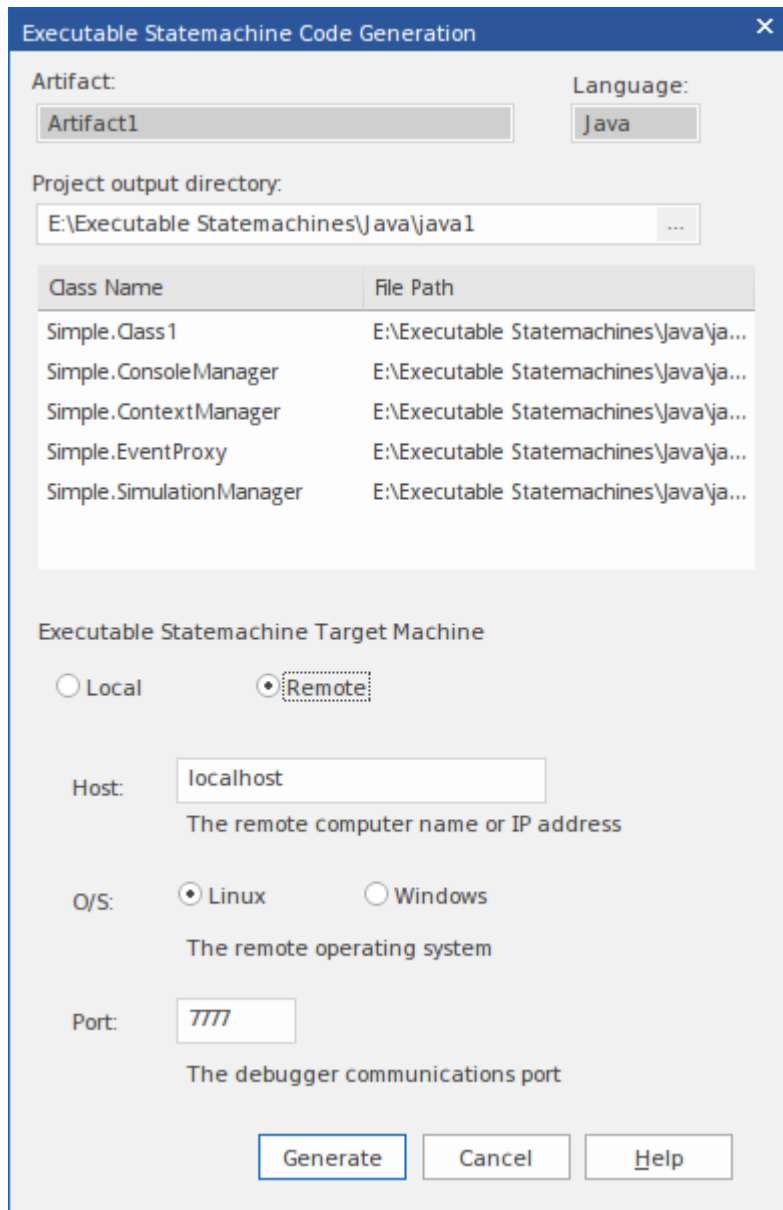 Executable Statemachine Code Generation
Artifact: Language:
Artifact1 Java
Project output directory:
E:\Executable Statemachines\Java\java1 ...
Class Name File Path
Simple.Class1 E:\Executable Statemachines\Java\ja...
Simple.ConsoleManager E:\Executable Statemachines\Java\ja...
Simple.ContextManager E:\Executable Statemachines\Java\ja...
Simple.EventProxy E:\Executable Statemachines\Java\ja...
Simple.SimulationManager E:\Executable Statemachines\Java\ja...
Executable Statemachine Target Machine
Local Remote
Host: localhost
The remote computer name or IP address
O/S: Linux Windows
The remote operating system
Port: 7777
The debugger communications port
Generate Cancel Help